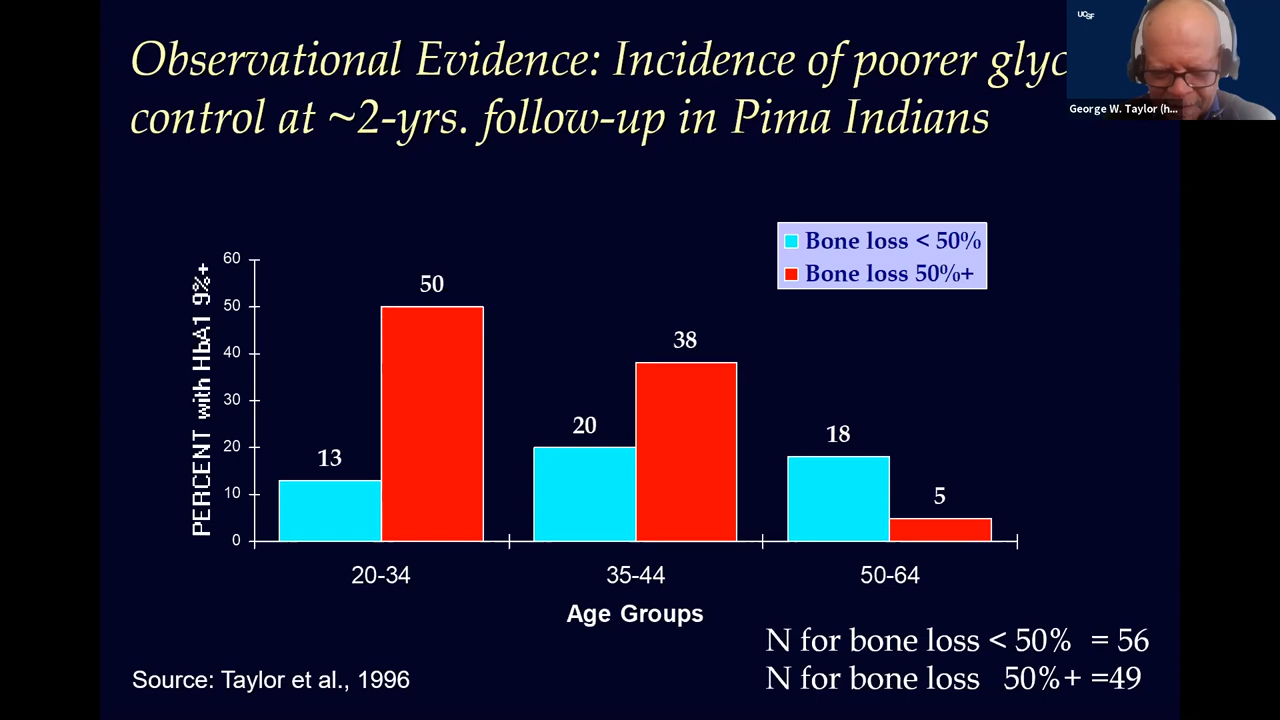 Observational Evidence: Incidence of poorer glyc
control at ~2-yrs. follow-up in Pima Indians
UCSF
George W. Taylor (h...
Bone loss < 50%
Bone loss 50%+
PERCENT with HbA1 9%+
60
50
40
30
20
10
0
13
50
20
38
18
5
20-34
35-44
50-64
Age Groups
N for bone loss < 50% = 56
N for bone loss 50%+ =49
Source: Taylor et al., 1996